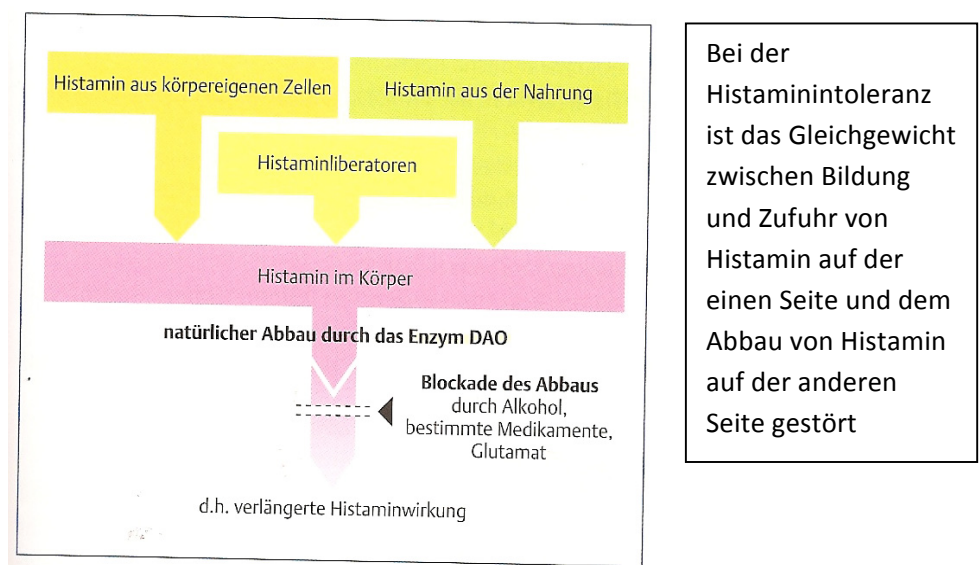 Histamin aus körpereigenen Zellen
Histamin aus der Nahrung
Histaminliberatoren
Histamin im Körper
natürlicher Abbau durch das Enzym DAO
Blockade des Abbaus
durch Alkohol,
bestimmte Medikamente,
Glutamat
d.h. verlängerte Histaminwirkung
Bei der
Histaminintoleranz
ist das Gleichgewicht
zwischen Bildung
und Zufuhr von
Histamin auf der
einen Seite und dem
Abbau von Histamin
auf der anderen
Seite gestört